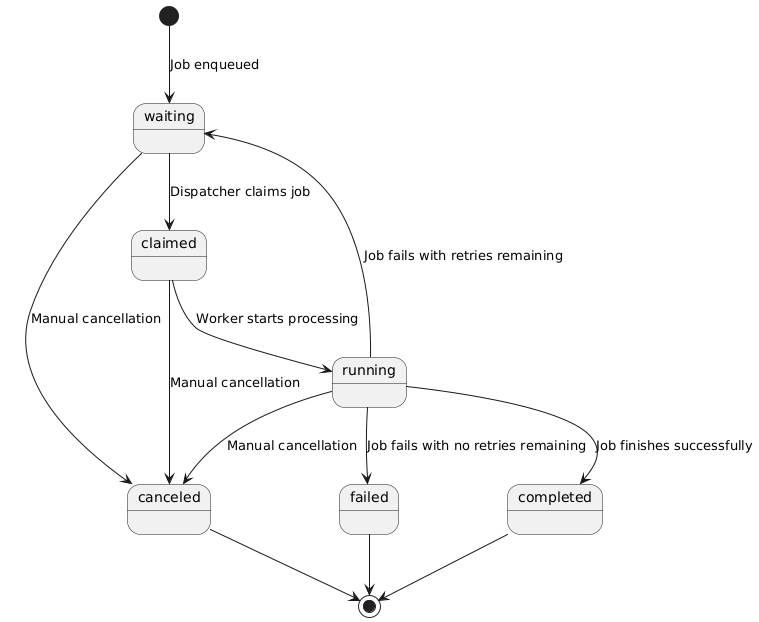 Job enqueued
waiting
Dispatcher claims job
claimed
Job fails with retries remaining
Manual cancellation
Worker starts processing
running
Manual cancellation
Manual cancellation
Job fails with no retries remaining
Job finishes successfully
canceled
failed
completed